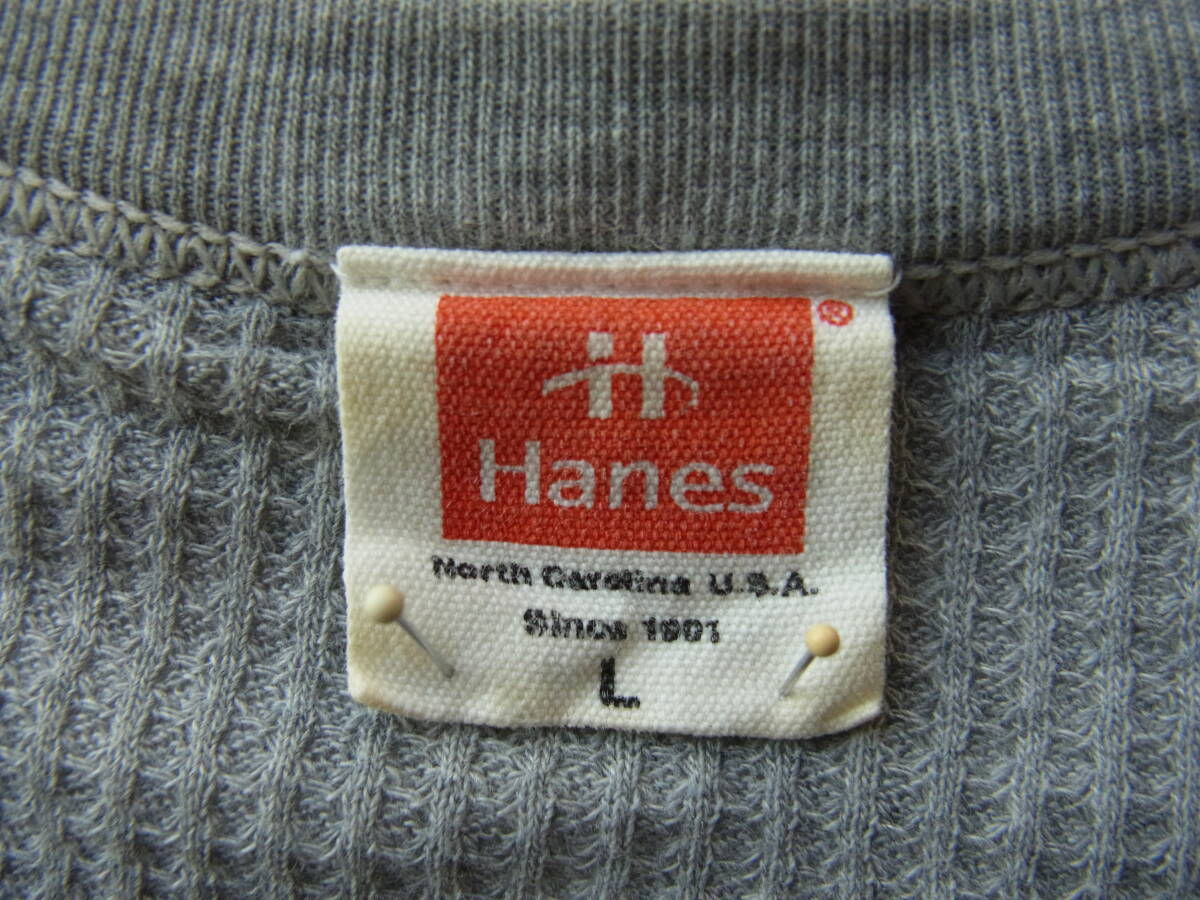 H
Hanes
®
North Carolina U.S.A.
Since 1901
L